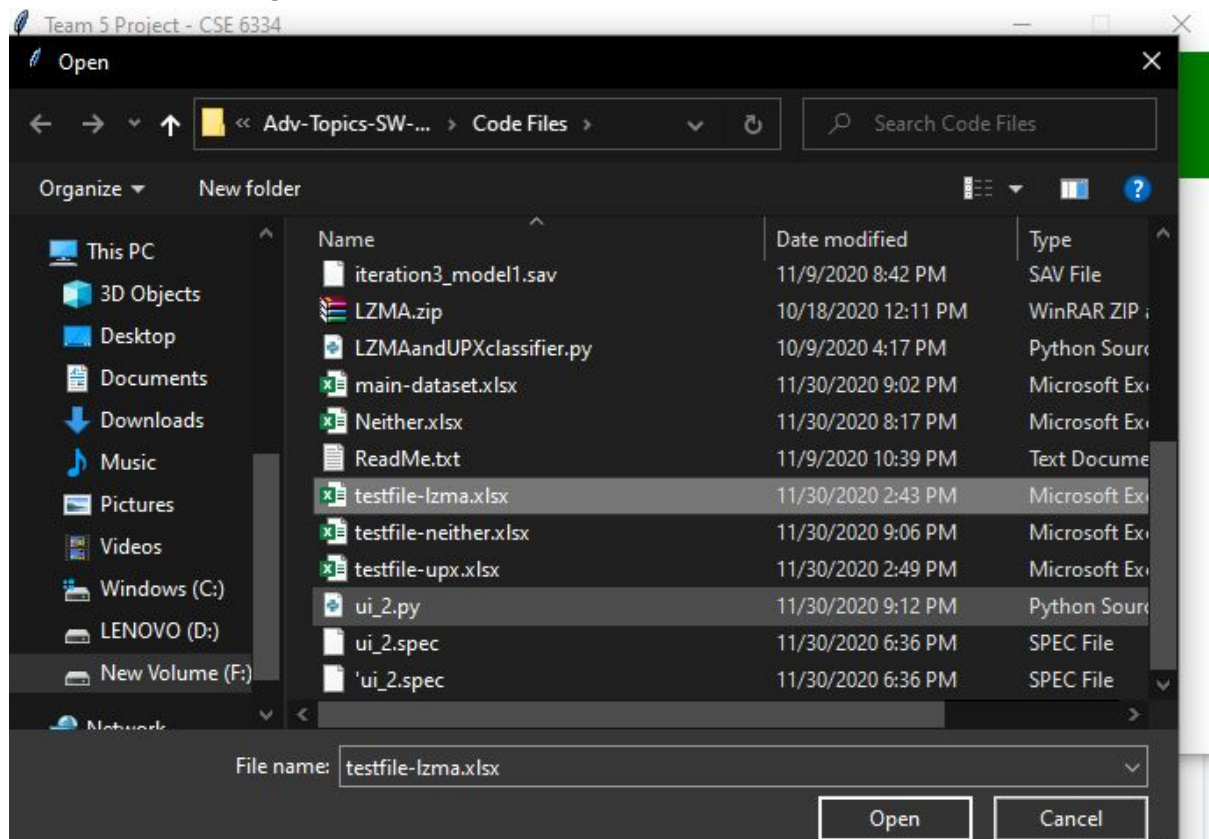 Team 5 Project - CSE 6334
Open
« Adv-Topics-SW-... > Code Files >
Search Code Files
Organize
New folder
Name
Date modified
Type
This PC
3D Objects
Desktop
Documents
Downloads
Music
Pictures
Videos
Windows (C:)
LENOVO (D:)
New Volume (F:)
Network
iteration3_model1.sav 11/9/2020 8:42 PM SAV File
LZMA.zip 10/18/2020 12:11 PM WinRAR ZIP a
LZMAandUPXclassifier.py 10/9/2020 4:17 PM Python Sourc
main-dataset.xlsx 11/30/2020 9:02 PM Microsoft Exc
Neither.xlsx 11/30/2020 8:17 PM Microsoft Exc
ReadMe.txt 11/9/2020 10:39 PM Text Docume
testfile-lzma.xlsx 11/30/2020 2:43 PM Microsoft Exc
testfile-neither.xlsx 11/30/2020 9:06 PM Microsoft Exc
testfile-upx.xlsx 11/30/2020 2:49 PM Microsoft Exc
ui_2.py 11/30/2020 9:12 PM Python Sourc
ui_2.spec 11/30/2020 6:36 PM SPEC File
'ui_2.spec 11/30/2020 6:36 PM SPEC File
File name: testfile-lzma.xlsx
Open
Cancel